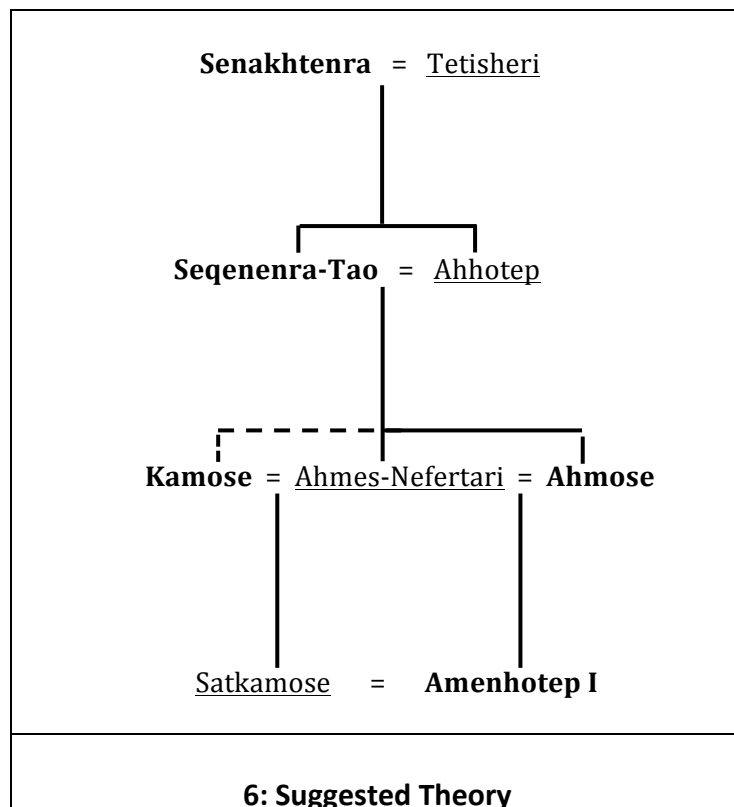 Senakhtenra = Tetisheri
Seqenenra-Tao = Ahhotep
Kamose = Ahmes-Nefertari = Ahmose
Satkamose = Amenhotep I
6: Suggested Theory